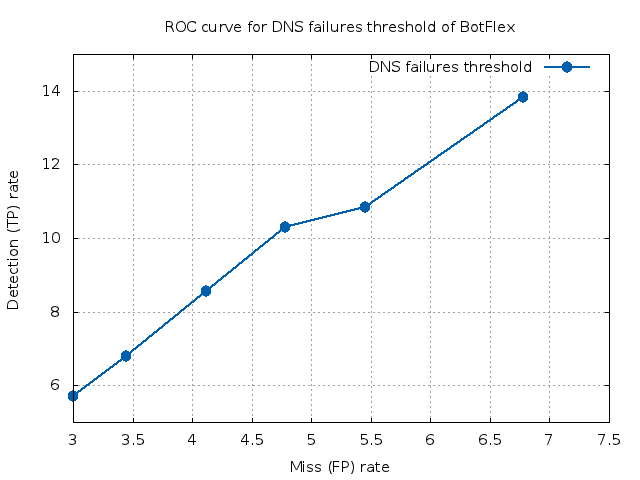 ROC curve for DNS failures threshold of BotFlex
DNS failures threshold
14
12
10
8
6
Detection (TP) rate
3 3.5 4 4.5 5 5.5 6 6.5 7 7.5
Miss (FP) rate